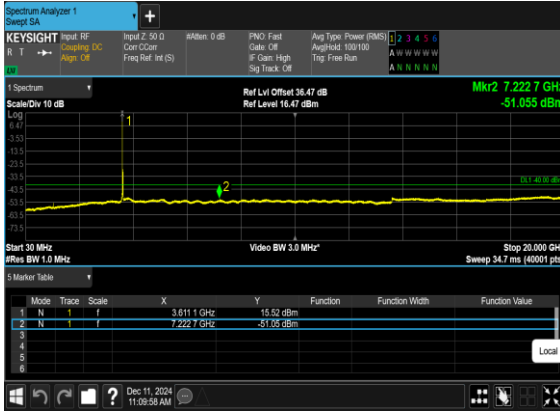 Spectrum Analyzer 1
Swept SA
+
KEYSIGHT Input: RF Input Z: 50 Ω #Atten: 0 dB PNO: Fast Avg Type: Power (RMS) 1 2 3 4 5 6
R T Coupling: DC Corr CCorr Gate: Off Avg|Hold: 100/100 A W W W W W
Align: Off Freq Ref: Int (S) IF Gain: High Trig: Free Run
Sig Track: Off A N N N N N
1 Spectrum Ref Lvl Offset 36.47 dB Mkr2 7.222 7 GHz
Scale/Div 10 dB Ref Level 16.47 dBm -51.055 dBm
Log
6.47
-3.53
-13.5
-23.5
-33.5
-43.5
-53.5
-63.5
-73.5
1
2
DL1 -40.00 dBm
Start 30 MHz Video BW 3.0 MHz* Stop 20.000 GH
#Res BW 1.0 MHz Sweep 34.7 ms (40001 pts
5 Marker Table
Mode Trace Scale X Y Function Function Width Function Value
1 N 1 f 3.611 1 GHz 15.52 dBm
2 N 1 f 7.222 7 GHz -51.05 dBm
3
4
5
6
Local
?
Dec 11, 2024
11:09:58 AM